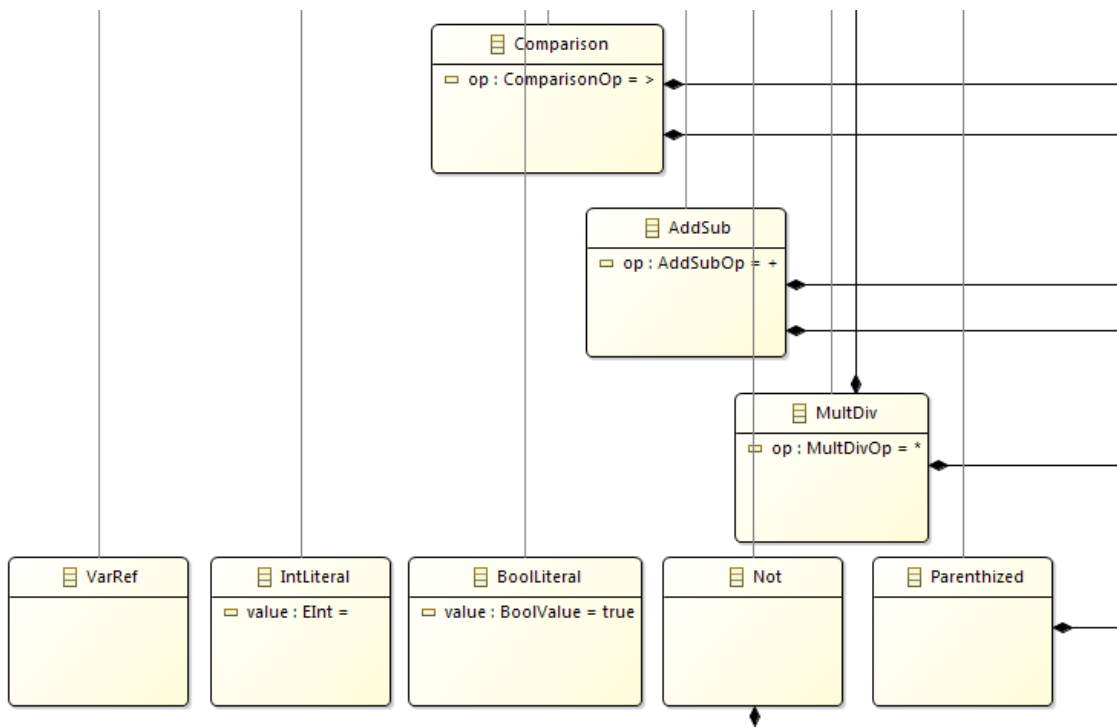 Comparison
op : ComparisonOp = >
AddSub
op : AddSubOp = +
MultDiv
op : MultDivOp = *
VarRef
IntLiteral
value : EInt =
BoolLiteral
value : BoolValue = true
Not
Parenthized